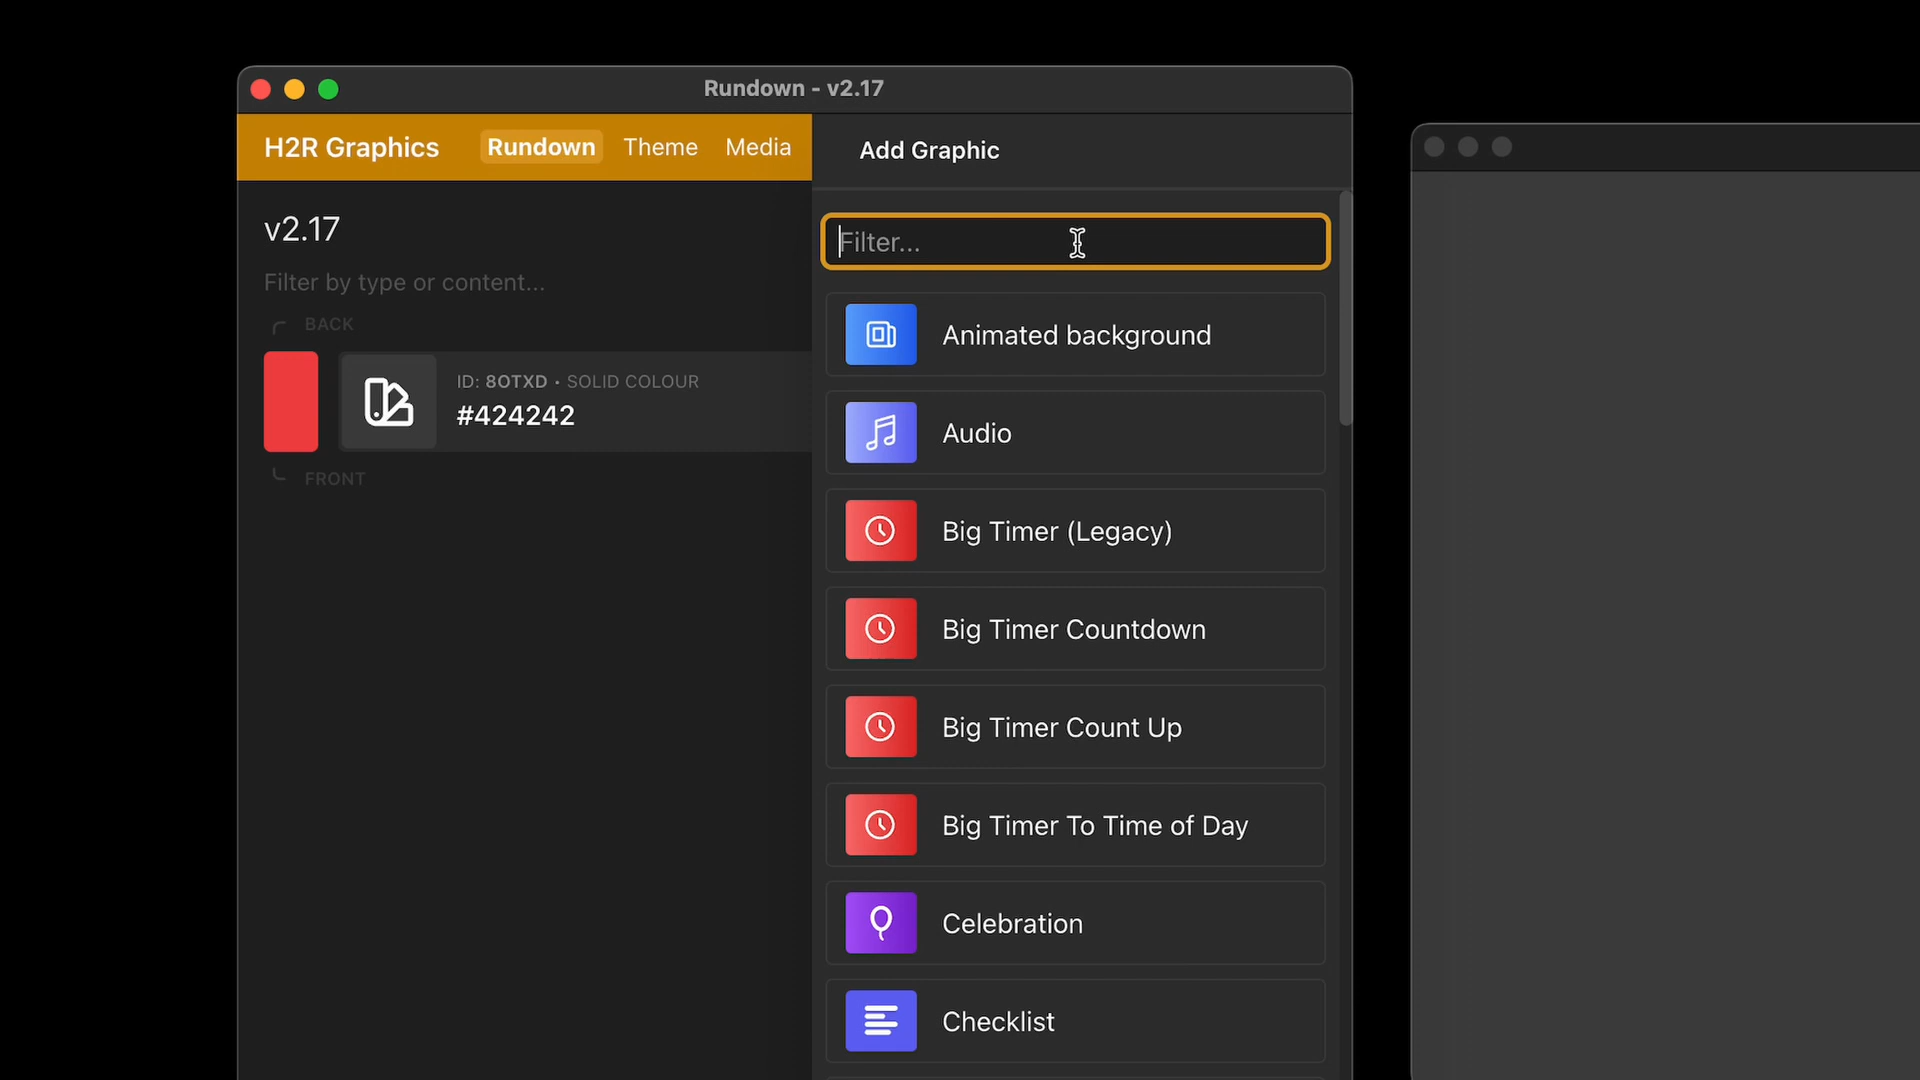 Rundown - v2.17
H2R Graphics
Rundown
Theme
Media
v2.17
Filter by type or content...
BACK
ID: 8OTXD • SOLID COLOUR
#424242
FRONT
Add Graphic
Filter...
Animated background
Audio
Big Timer (Legacy)
Big Timer Countdown
Big Timer Count Up
Big Timer To Time of Day
Celebration
Checklist